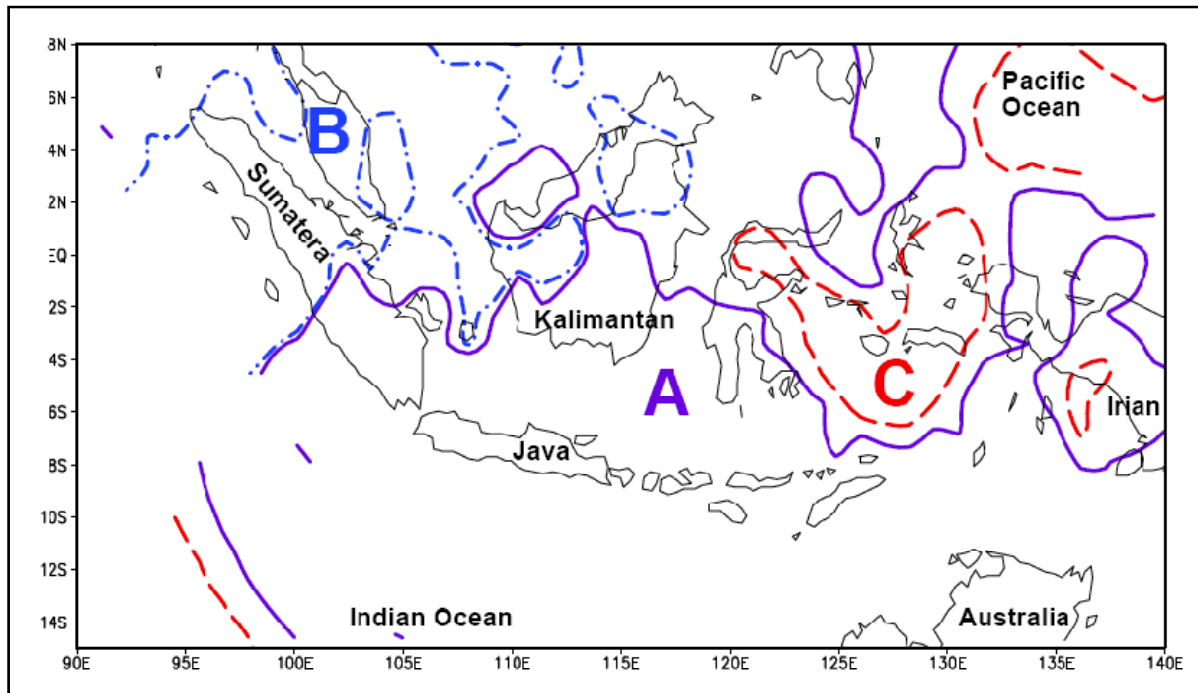 8N
6N
4N
2N
EQ
2S
4S
6S
8S
10S
12S
14S
90E
95E
100E
105E
110E
115E
120E
125E
130E
135E
140E
Pacific
Ocean
B
Sumatera
Kalimantan
A
C
Irian
Java
Indian Ocean
Australia